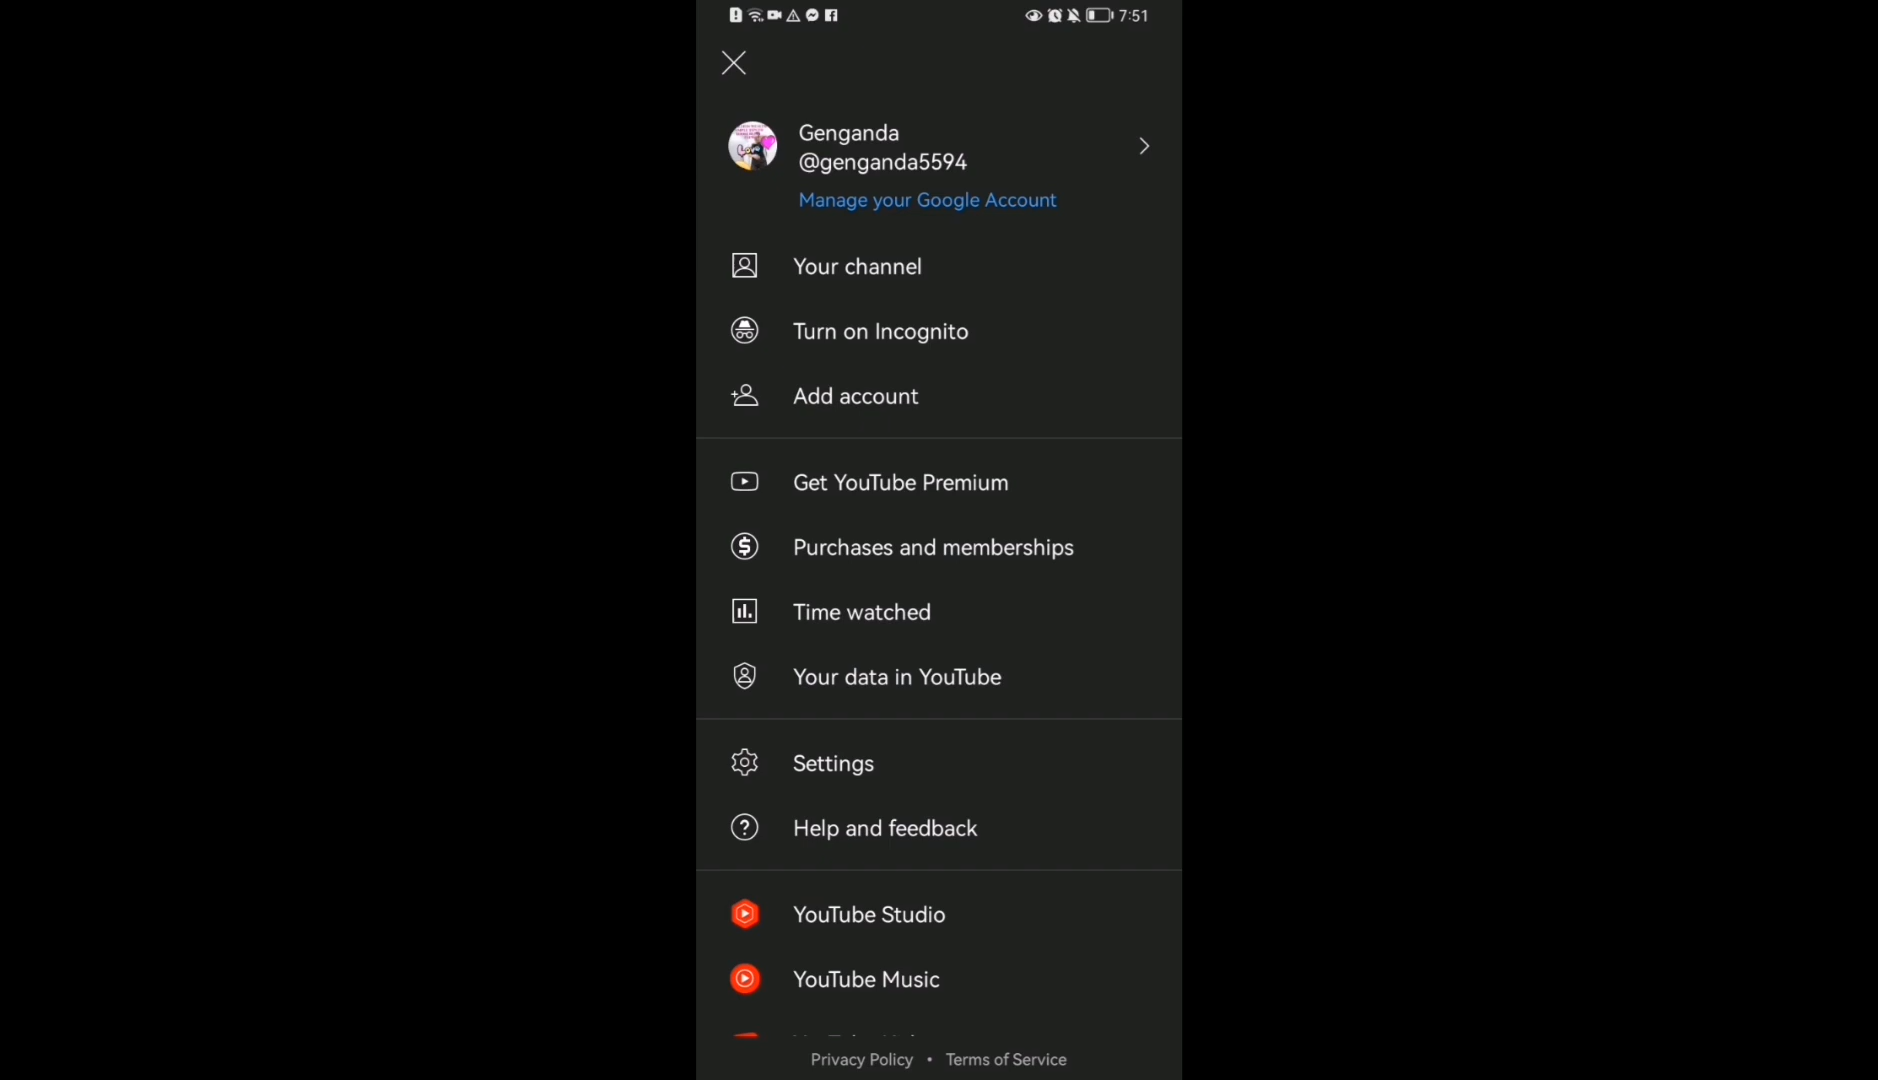 7:51
Genganda
@genganda5594
Manage your Google Account
Your channel
Turn on Incognito
Add account
Get YouTube Premium
Purchases and memberships
Time watched
Your data in YouTube
Settings
Help and feedback
YouTube Studio
YouTube Music
Privacy Policy • Terms of Service